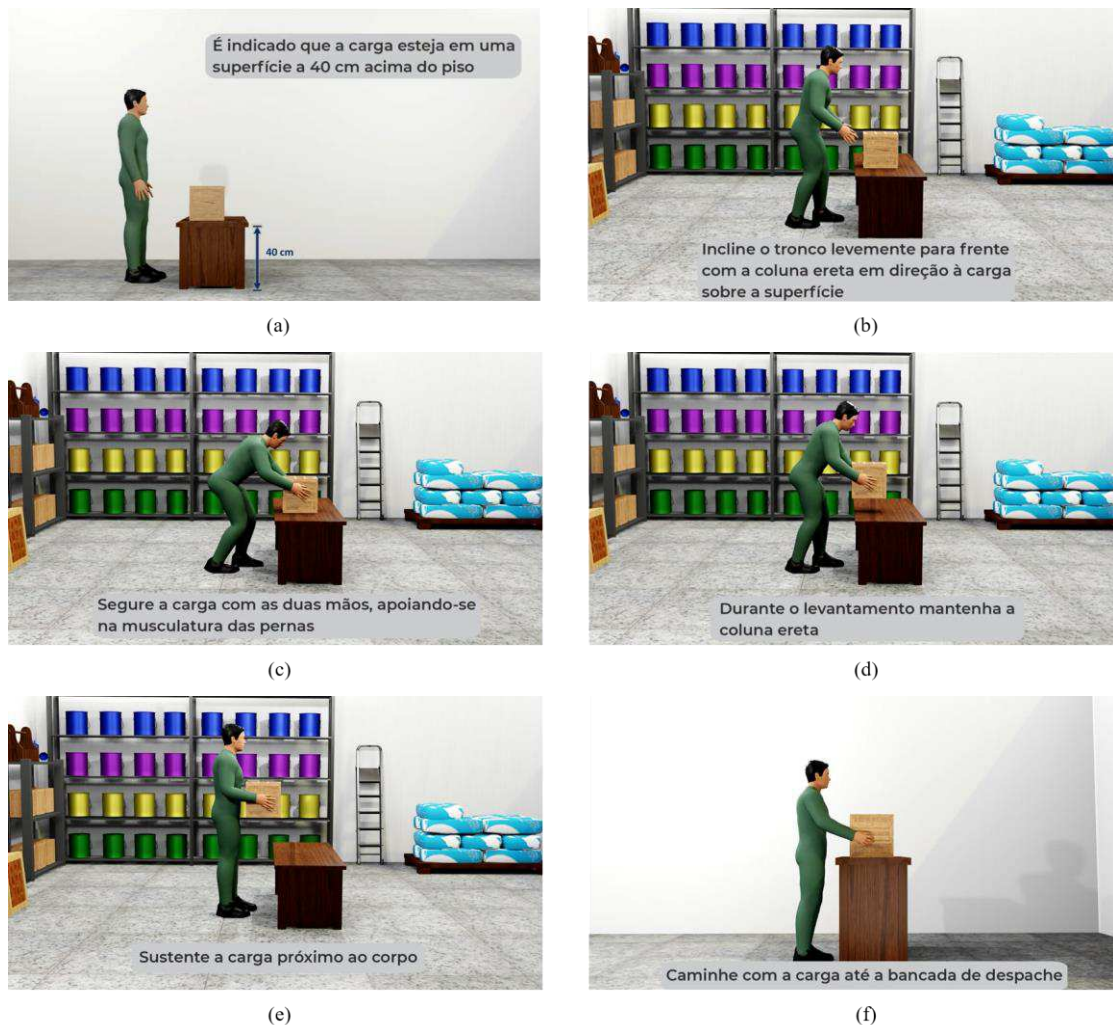 É indicado que a carga esteja em uma
superfície a 40 cm acima do piso
40 cm
(a)
Incline o tronco levemente para frente
com a coluna ereta em direção à carga
sobre a superfície
(b)
Segure a carga com as duas mãos, apoiando-se
na musculatura das pernas
(c)
Durante o levantamento mantenha a
coluna ereta
(d)
Sustente a carga próximo ao corpo
(e)
Caminhe com a carga até a bancada de despache
(f)